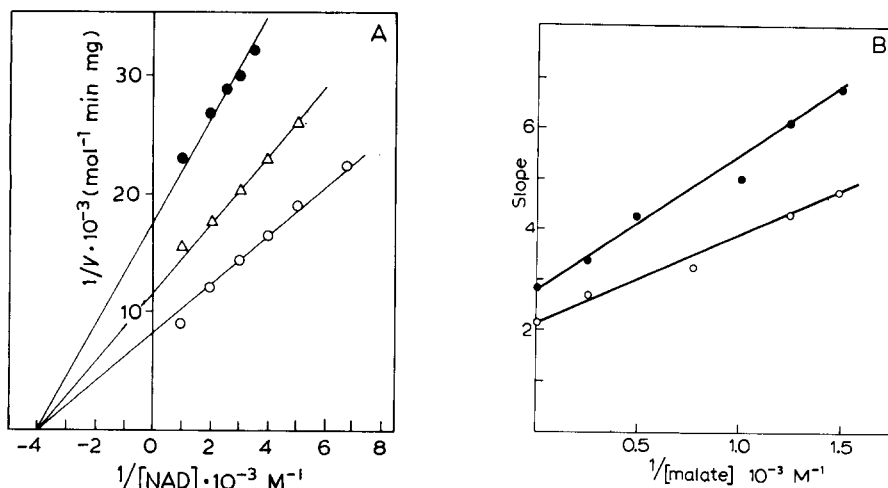 A
1/V · 10⁻³ (mol⁻¹ min mg)
30
20
10
-4
-2
0
2
4
6
8
1/[NAD] · 10⁻³ M⁻¹
B
Slope
6
4
2
0.5
1.0
1.5
1/[malate] 10⁻³ M⁻¹